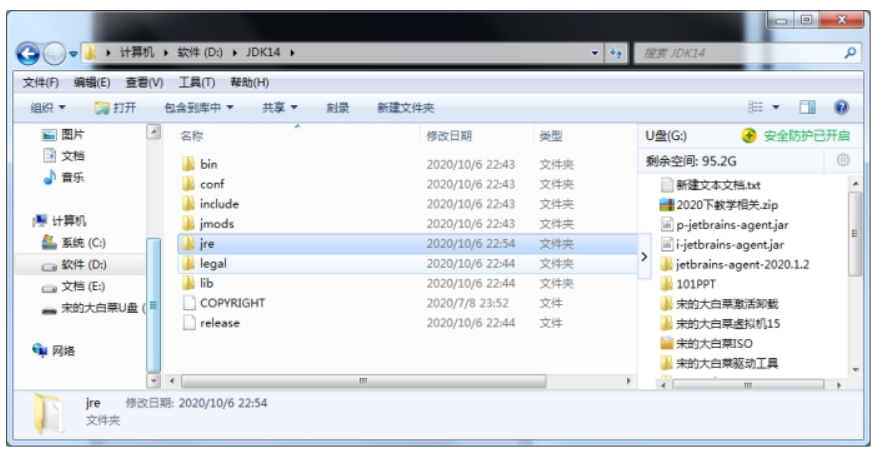 计算机 软件 (D:) JDK14 搜索 JDK14
文件(F) 编辑(E) 查看(V) 工具(T) 帮助(H)
组织 打开 包含到库中 共享 刻录 新建文件夹
图片
文档
音乐
计算机
系统 (C:)
软件 (D:)
文档 (E:)
宋的大白菜U盘 (
网络
名称 修改日期 类型
bin 2020/10/6 22:43 文件夹
conf 2020/10/6 22:43 文件夹
include 2020/10/6 22:43 文件夹
jmods 2020/10/6 22:43 文件夹
jre 2020/10/6 22:54 文件夹
legal 2020/10/6 22:44 文件夹
lib 2020/10/6 22:44 文件夹
COPYRIGHT 2020/7/8 23:52 文件
release 2020/10/6 22:44 文件
U盘(G:) 安全防护已开启
剩余空间: 95.2G
新建文本文档.txt
2020下教学相关.zip
p-jetbrains-agent.jar
i-jetbrains-agent.jar
jetbrains-agent-2020.1.2
101PPT
宋的大白菜激活卸载
宋的大白菜虚拟机15
宋的大白菜ISO
宋的大白菜驱动工具
jre 修改日期: 2020/10/6 22:54
文件夹